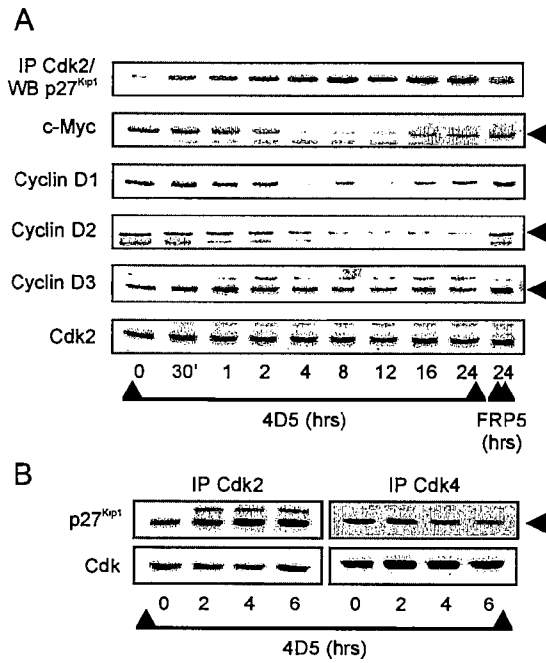 A
IP Cdk2/
WB p27Kip1
c-Myc
Cyclin D1
Cyclin D2
Cyclin D3
Cdk2
0 30' 1 2 4 8 12 16 24 24
4D5 (hrs) FRP5
(hrs)
B
IP Cdk2 IP Cdk4
p27Kip1
Cdk
0 2 4 6 0 2 4 6
4D5 (hrs)